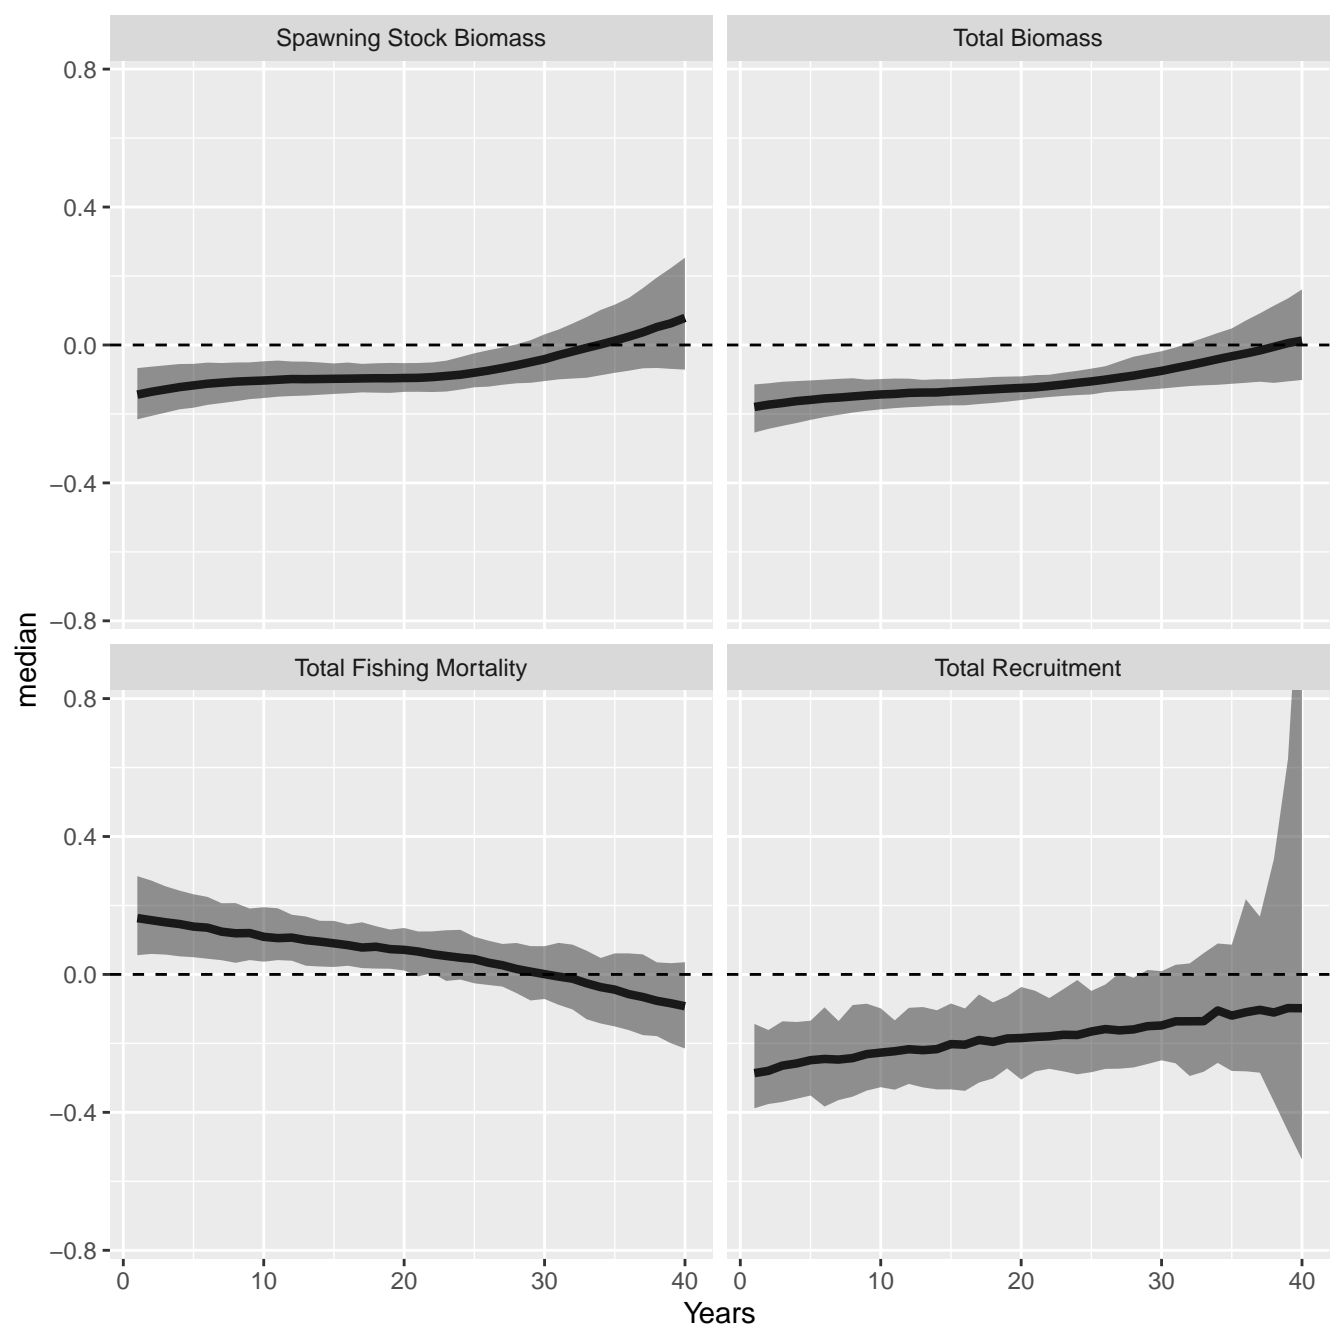 Spawning Stock Biomass
Total Biomass
0.8
0.4
0.0
−0.4
−0.8
median
Total Fishing Mortality
Total Recruitment
0.8
0.4
0.0
−0.4
−0.8
0 10 20 30 40
0 10 20 30 40
Years